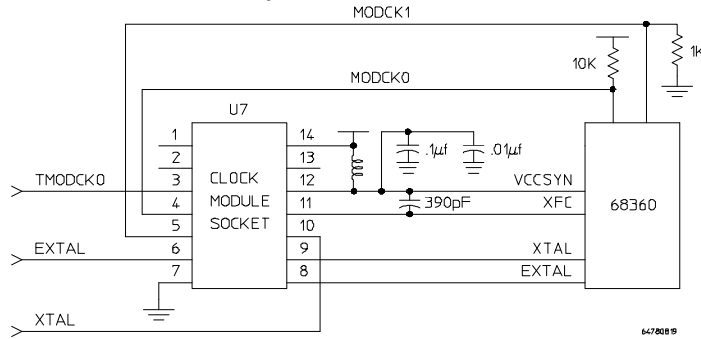 MODCK1
1K
10K
MODCK0
U7
1 14
2 13
3 12
4 11
5 10
6 9
7 8
CLOCK
MODULE
SOCKET
.1µf
.01µf
TMODCK0
VCCSYN
390pF
XFC
68360
EXTAL
XTAL
EXTAL
XTAL
64780819